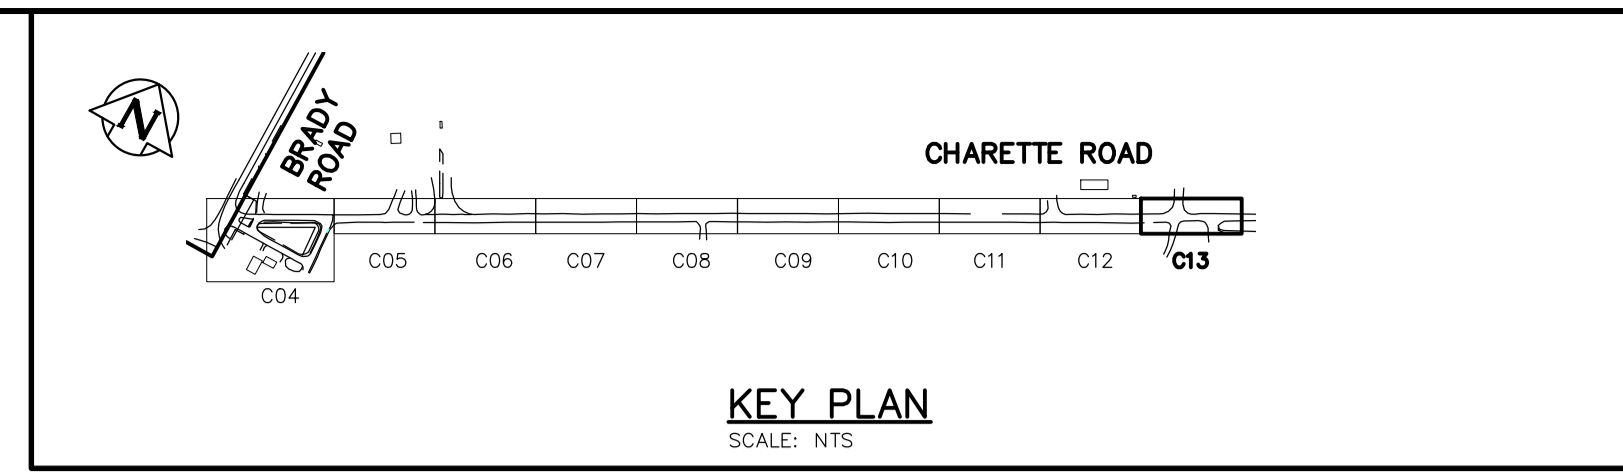 N
BRADY
ROAD
CHARETTE ROAD
C04
C05
C06
C07
C08
C09
C10
C11
C12
C13
KEY PLAN
SCALE: NTS